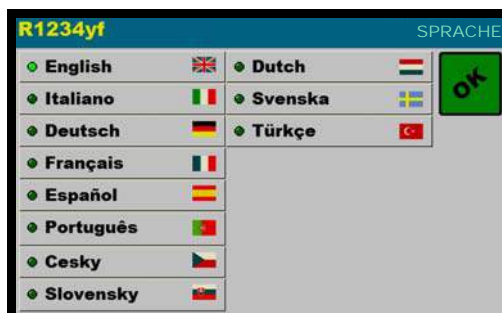 R1234yf SPRACHE
English
Italiano
Deutsch
Français
Español
Português
Cesky
Slovensky
Dutch
Svenska
Türkçe
OK